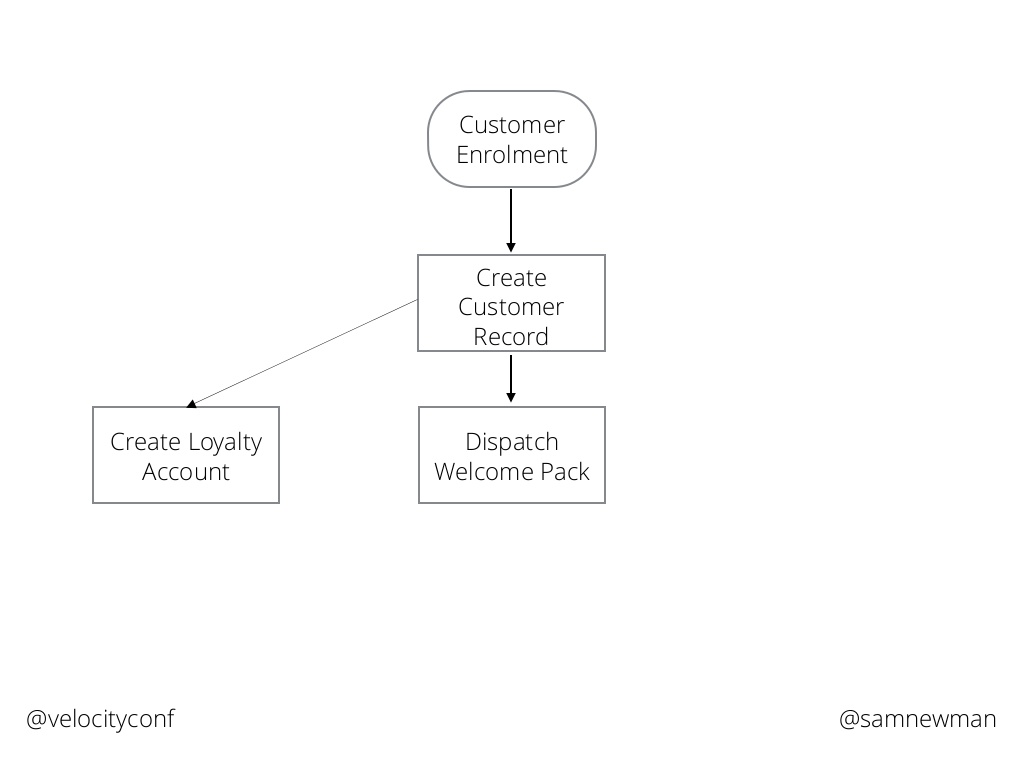 Customer
Enrolment
Create
Customer
Record
Create Loyalty
Account
Dispatch
Welcome Pack
@velocityconf
@samnewman